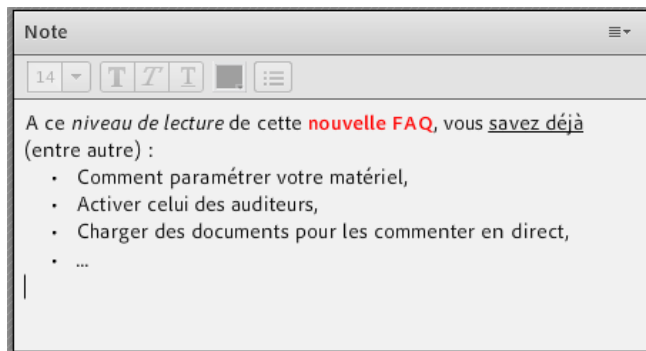 Note
14 T T T
A ce niveau de lecture de cette nouvelle FAQ, vous savez déjà
(entre autre) :
• Comment paramétrer votre matériel,
• Activer celui des auditeurs,
• Charger des documents pour les commenter en direct,
• ...